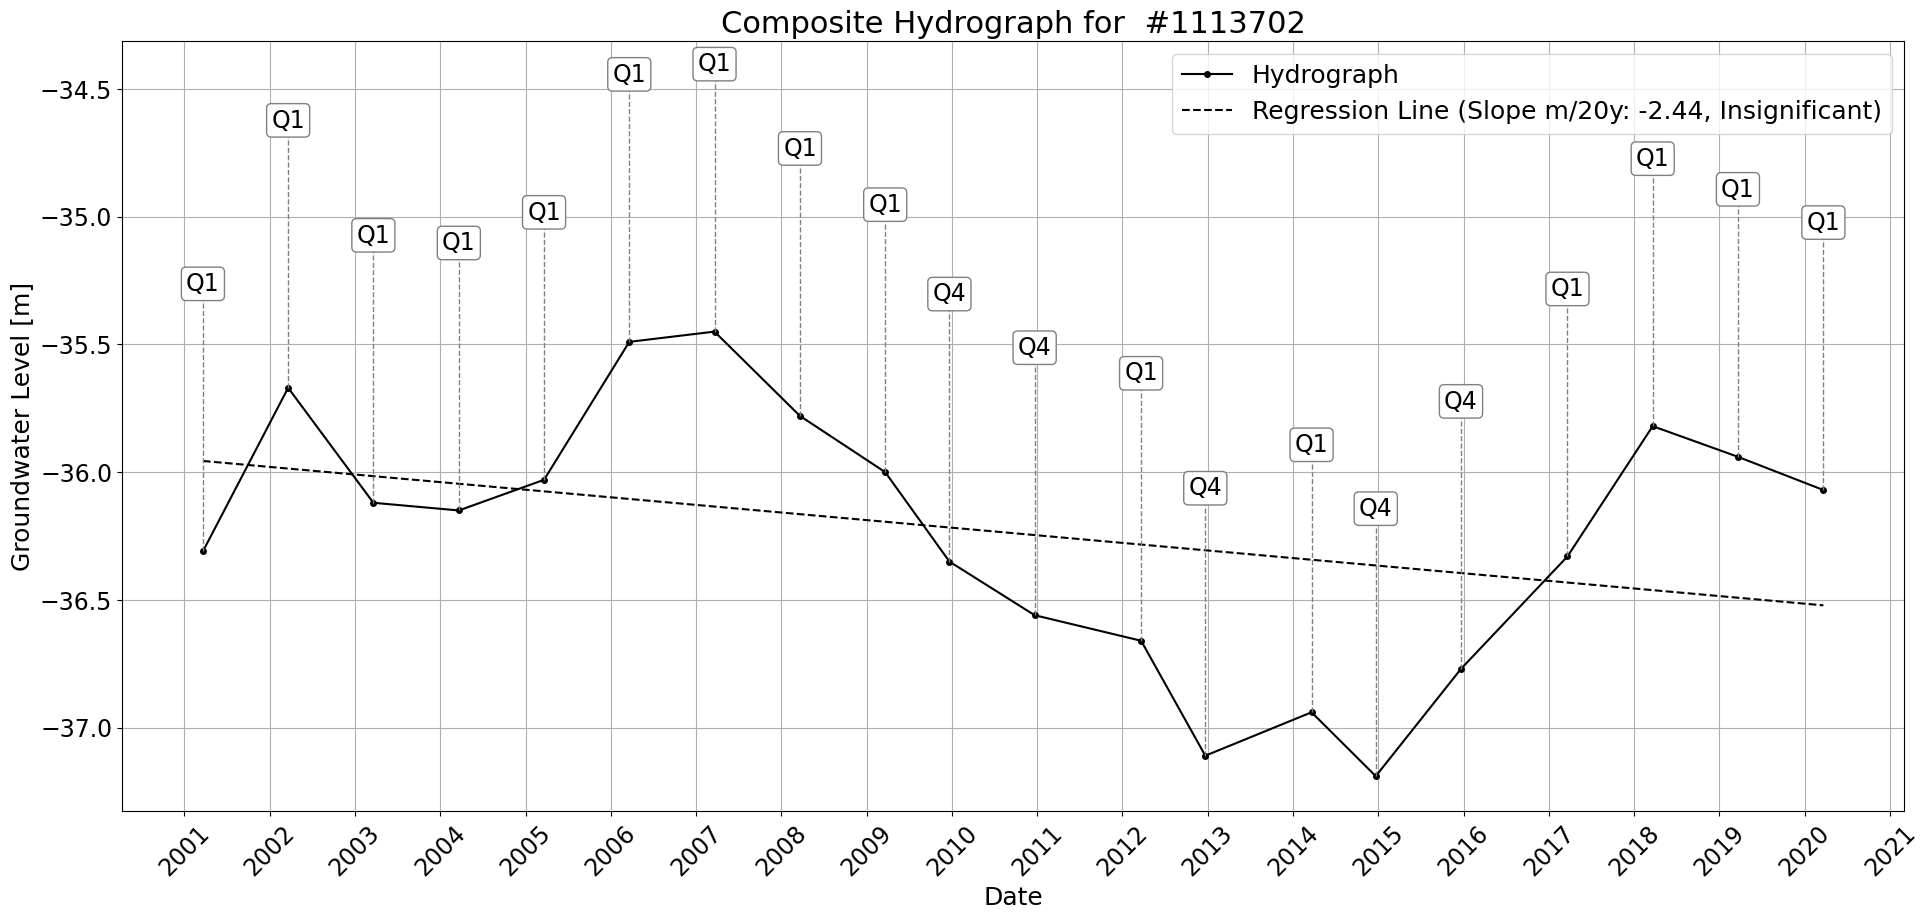 Composite Hydrograph for  #1113702
Hydrograph
Regression Line (Slope m/20y: -2.44, Insignificant)
Groundwater Level [m]
−34.5
−35.0
−35.5
−36.0
−36.5
−37.0
Q1
Q1
Q1
Q1
Q1
Q1
Q1
Q1
Q1
Q4
Q4
Q1
Q4
Q1
Q4
Q4
Q1
Q1
Q1
Q1
2001
2002
2003
2004
2005
2006
2007
2008
2009
2010
2011
2012
2013
2014
2015
2016
2017
2018
2019
2020
2021
Date